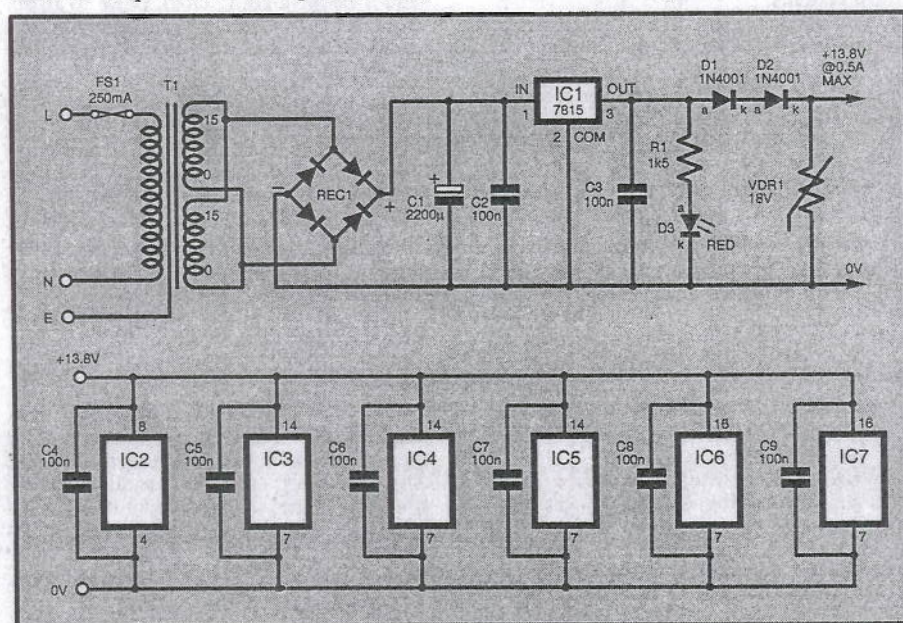 FS1
250mA
T1
L
N
E
15
0
15
0
REC1
−
+
+
C1
2200µ
C2
100n
IN
1
IC1
7815
OUT
3
2
COM
C3
100n
R1
1k5
a
D3
k
RED
D1
1N4001
a
k
D2
1N4001
a
k
+13.8V
@0.5A
MAX
VDR1
18V
0V
+13.8V
0V
C4
100n
8
IC2
4
C5
100n
14
IC3
7
C6
100n
14
IC4
7
C7
100n
14
IC5
7
C8
100n
16
IC6
7
C9
100n
16
IC7
7